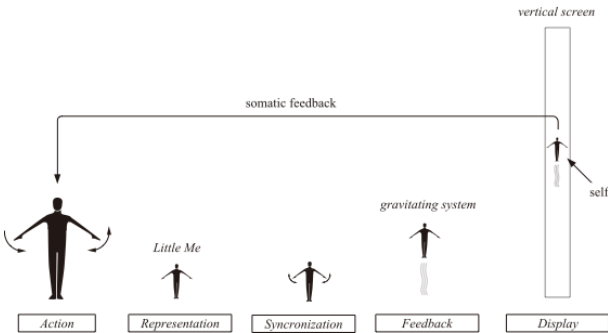 vertical screen
somatic feedback
self
gravitating system
Little Me
Action
Representation
Syncronization
Feedback
Display